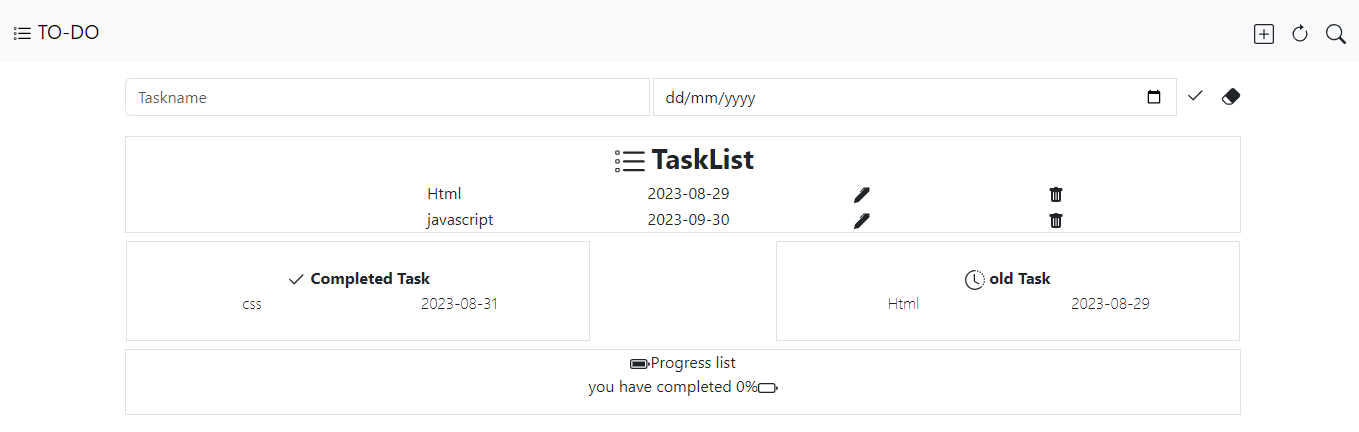 TO-DO
Taskname dd/mm/yyyy
TaskList
Html 2023-08-29
javascript 2023-09-30
Completed Task
css 2023-08-31
old Task
Html 2023-08-29
Progress list
you have completed 0%